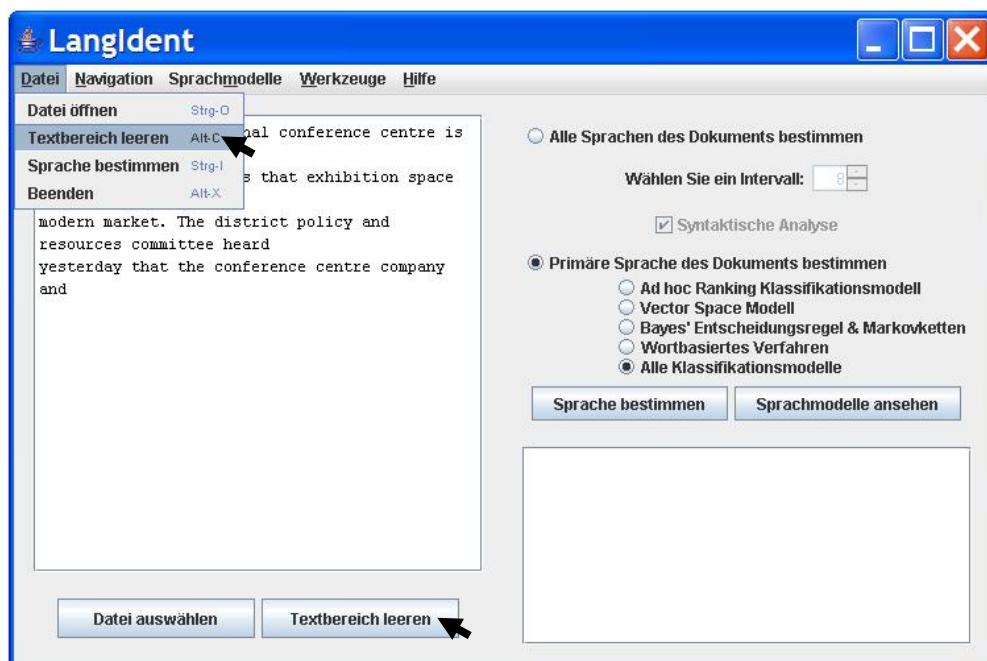 LangIdent
Datei Navigation Sprachmodelle Werkzeuge Hilfe
Datei öffnen Strg-O
Textbereich leeren Alt-C
Sprache bestimmen Strg-I
Beenden Alt-X
nal conference centre is
s that exhibition space
modern market. The district policy and
resources committee heard
yesterday that the conference centre company
and
Datei auswählen Textbereich leeren
Alle Sprachen des Dokuments bestimmen
Wählen Sie ein Intervall: 8
Syntaktische Analyse
Primäre Sprache des Dokuments bestimmen
Ad hoc Ranking Klassifikationsmodell
Vector Space Modell
Bayes' Entscheidungsregel & Markovketten
Wortbasiertes Verfahren
Alle Klassifikationsmodelle
Sprache bestimmen Sprachmodelle ansehen